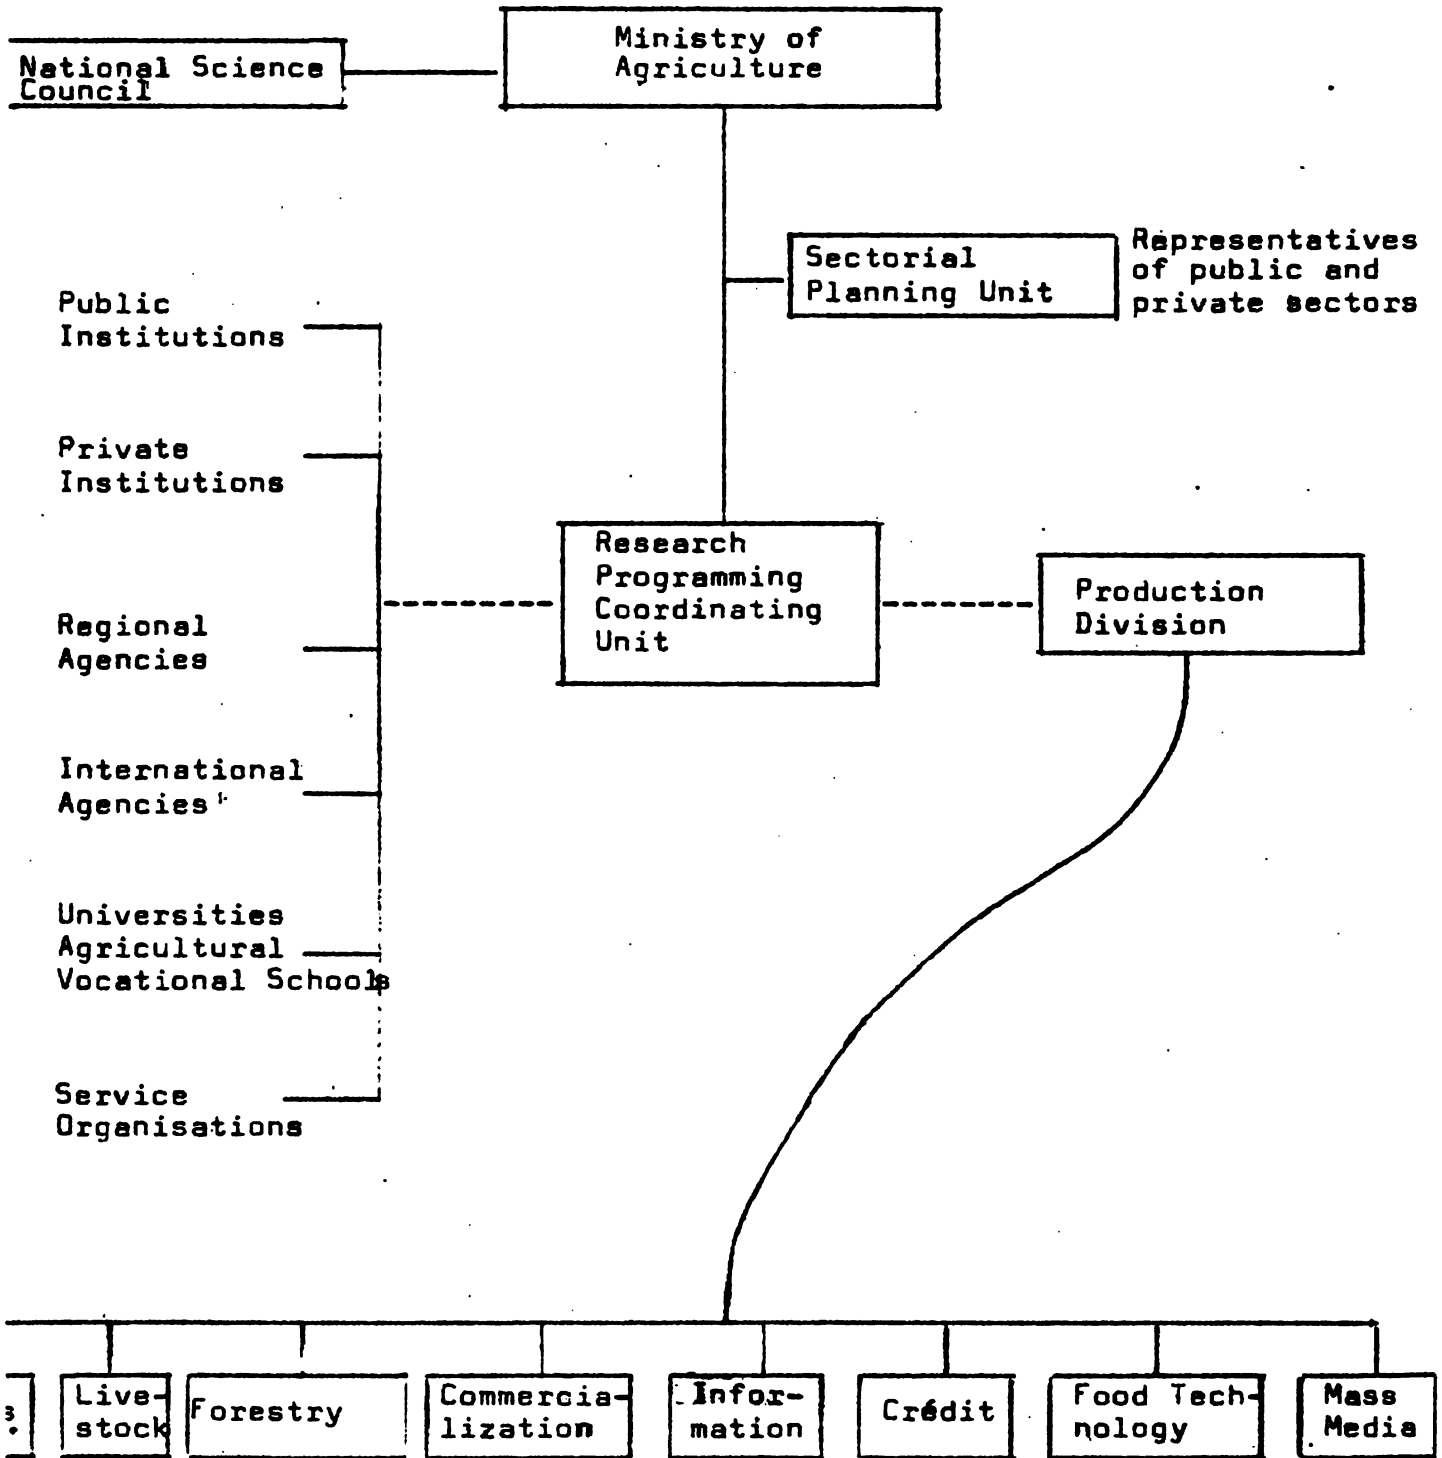 Ministry of
Agriculture
National Science
Council
Sectorial
Planning Unit
Representatives
of public and
private sectors
Public
Institutions
Private
Institutions
Research
Programming
Coordinating
Unit
Production
Division
Regional
Agencies
International
Agencies
Universities
Agricultural
Vocational Schools
Service
Organisations
Live-
stock
Forestry
Commercia-
lization
Infor-
mation
Crédit
Food Tech-
nology
Mass
Media